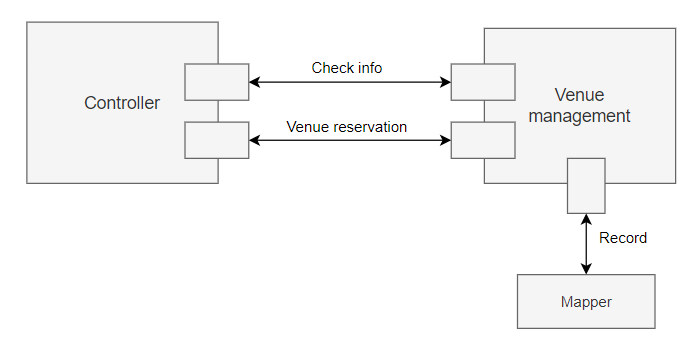 Check info
Controller
Venue
management
Venue reservation
Record
Mapper